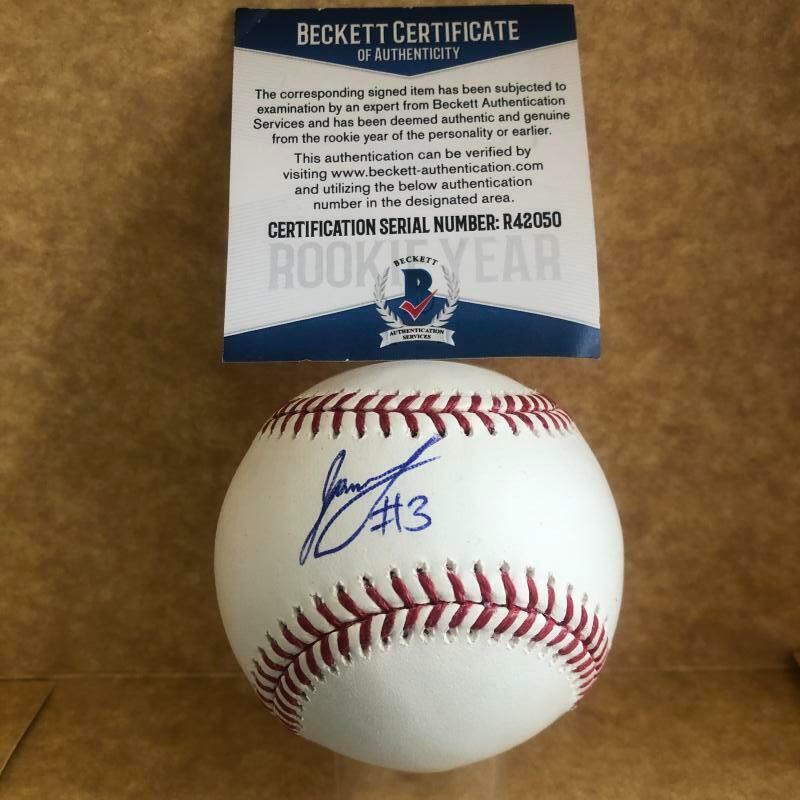 BECKETT CERTIFICATE
OF AUTHENTICITY
The corresponding signed item has been subjected to
examination by an expert from Beckett Authentication
Services and has been deemed authentic and genuine
from the rookie year of the personality or earlier.
This authentication can be verified by
visiting www.beckett-authentication.com
and utilizing the below authentication
number in the designated area.
CERTIFICATION SERIAL NUMBER: R42050
ROOKIE YEAR
BECKETT
B
AUTHENTICATION
SERVICES
#3